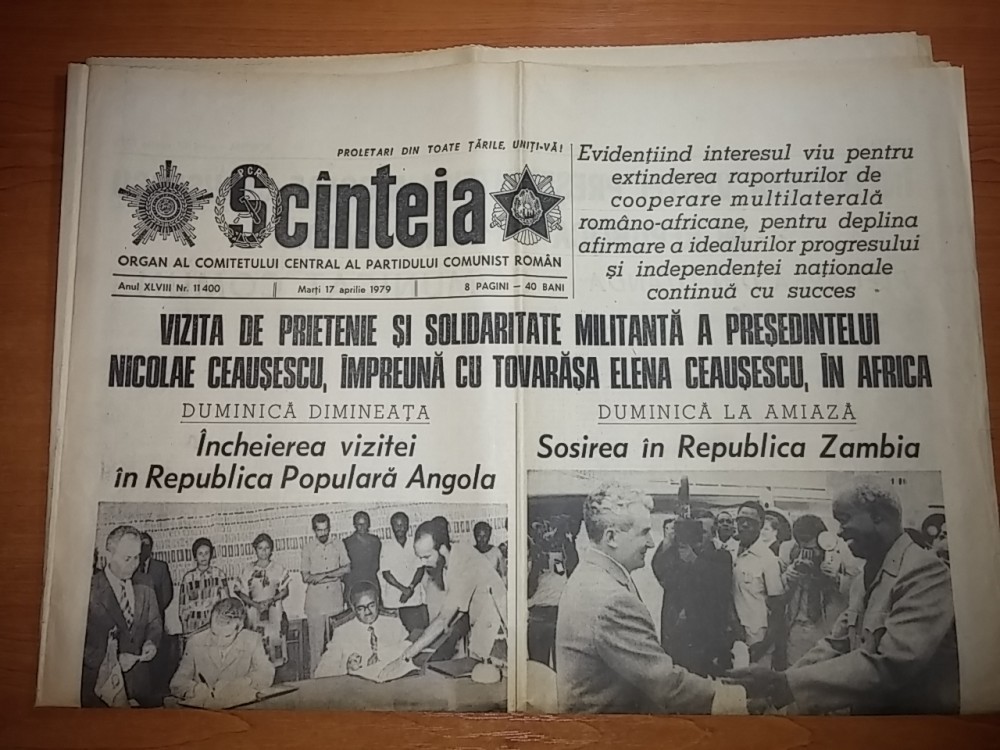 PROLETARI DIN TOATE ȚĂRILE, UNIȚI-VĂ!
PCR
Scînteia
ORGAN AL COMITETULUI CENTRAL AL PARTIDULUI COMUNIST ROMÂN
Anul XLVIII Nr. 11400
Marți 17 aprilie 1979
8 PAGINI — 40 BANI
Evidențiind interesul viu pentru
extinderea raporturilor de
cooperare multilaterală
româno-africane, pentru deplina
afirmare a idealurilor progresului
și independenței naționale
continuă cu succes
VIZITA DE PRIETENIE ȘI SOLIDARITATE MILITANTĂ A PREȘEDINTELUI
NICOLAE CEAUȘESCU, ÎMPREUNĂ CU TOVARĂȘA ELENA CEAUȘESCU, ÎN AFRICA
DUMINICĂ DIMINEAȚA
Încheierea vizitei
în Republica Populară Angola
DUMINICĂ LA AMIAZĂ
Sosirea în Republica Zambia